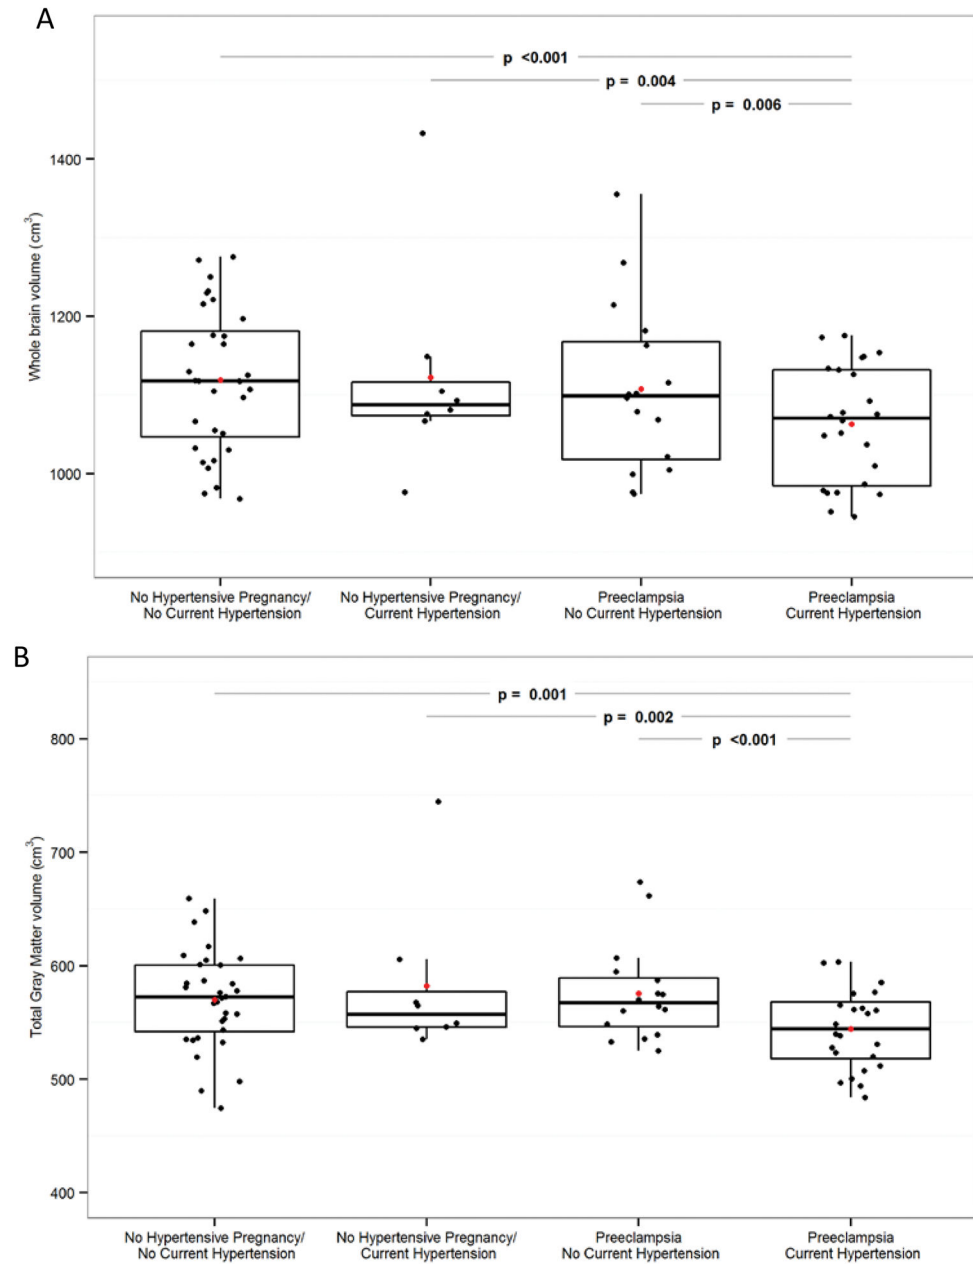 A
p <0.001
p = 0.004
p = 0.006
Whole brain volume (cm³)
1400
1200
1000
No Hypertensive Pregnancy/
No Current Hypertension
No Hypertensive Pregnancy/
Current Hypertension
Preeclampsia
No Current Hypertension
Preeclampsia
Current Hypertension
B
p = 0.001
p = 0.002
p <0.001
Total Gray Matter volume (cm³)
800
700
600
500
400
No Hypertensive Pregnancy/
No Current Hypertension
No Hypertensive Pregnancy/
Current Hypertension
Preeclampsia
No Current Hypertension
Preeclampsia
Current Hypertension